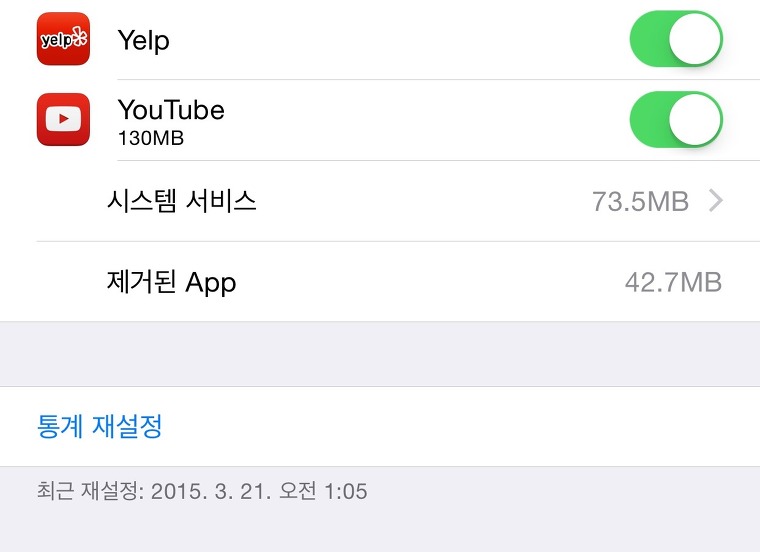 yelp
Yelp
YouTube
130MB
시스템 서비스 73.5MB
제거된 App 42.7MB
통계 재설정
최근 재설정: 2015. 3. 21. 오전 1:05